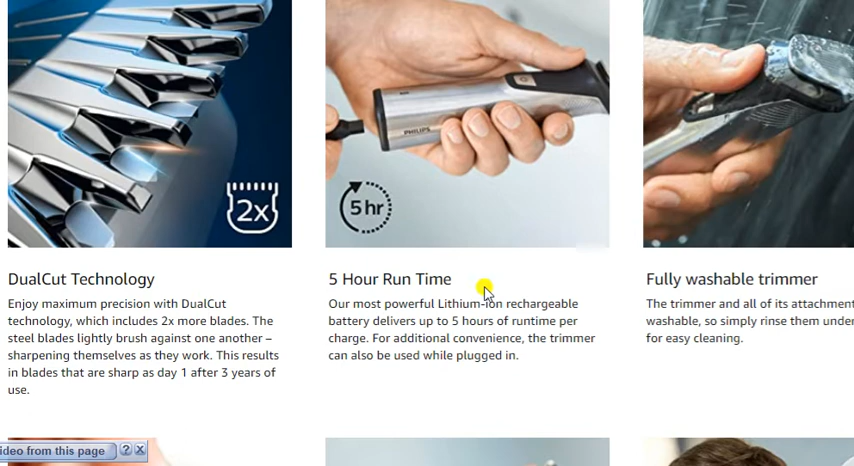 2x
PHILIPS
5 hr
DualCut Technology
Enjoy maximum precision with DualCut
technology, which includes 2x more blades. The
steel blades lightly brush against one another –
sharpening themselves as they work. This results
in blades that are sharp as day 1 after 3 years of
use.
5 Hour Run Time
Our most powerful Lithium-ion rechargeable
battery delivers up to 5 hours of runtime per
charge. For additional convenience, the trimmer
can also be used while plugged in.
Fully washable trimmer
The trimmer and all of its attachment
washable, so simply rinse them under
for easy cleaning.
ideo from this page ? X